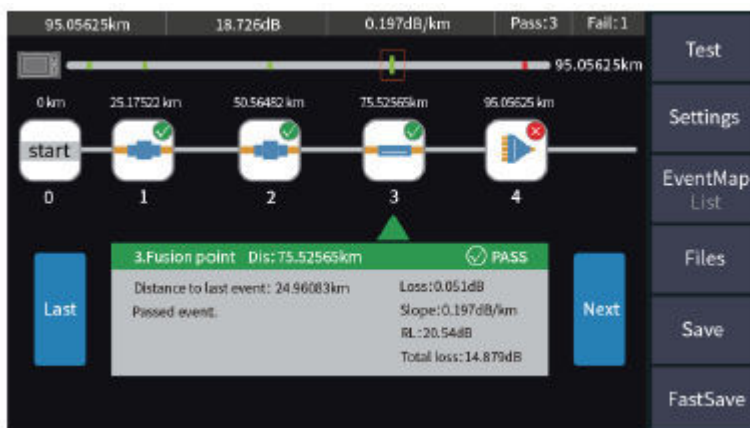 95.05625km 18.726dB 0.197dB/km Pass:3 Fail:1
95.05625km
0km 25.17522 km 50.56482 km 75.52565km 95.05625 km
start
0 1 2 3 4
3.Fusion point Dis:75.52565km PASS
Distance to last event: 24.96083km
Passed event.
Loss:0.051dB
Slope:0.197dB/km
RL:20.54dB
Total loss:14.879dB
Last
Next
Test
Settings
EventMap
List
Files
Save
FastSave